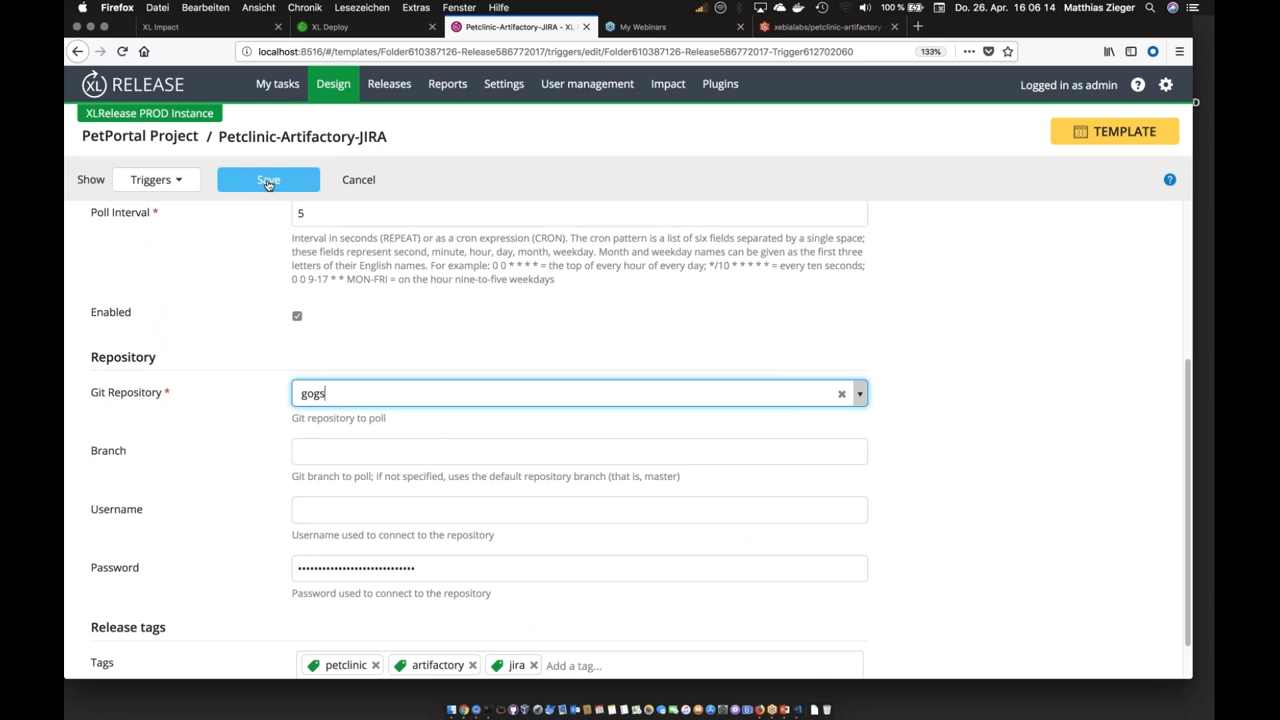 Firefox Datei Bearbeiten Ansicht Chronik Lesezeichen Extras Fenster Hilfe 100 % Do. 26. Apr. 16 06 14 Matthias Zieger
XL Impact XL Deploy Petclinic-Artifactory-JIRA - XL My Webinars xebialabs/petclinic-artifactory
localhost:8516/#/templates/Folder610387126-Release586772017/triggers/edit/Folder610387126-Release586772017-Trigger612702060 133%
XL RELEASE My tasks Design Releases Reports Settings User management Impact Plugins Logged in as admin
XLRelease PROD Instance
PetPortal Project / Petclinic-Artifactory-JIRA TEMPLATE
Show Triggers Save Cancel
Poll Interval * 5
Interval in seconds (REPEAT) or as a cron expression (CRON). The cron pattern is a list of six fields separated by a single space;
these fields represent second, minute, hour, day, month, weekday. Month and weekday names can be given as the first three
letters of their English names. For example: 0 0 * * * * = the top of every hour of every day; */10 * * * * * = every ten seconds;
0 0 9-17 * * MON-FRI = on the hour nine-to-five weekdays
Enabled
Repository
Git Repository * gogs
Git repository to poll
Branch
Git branch to poll; if not specified, uses the default repository branch (that is, master)
Username
Username used to connect to the repository
Password
Password used to connect to the repository
Release tags
Tags petclinic artifactory jira Add a tag...